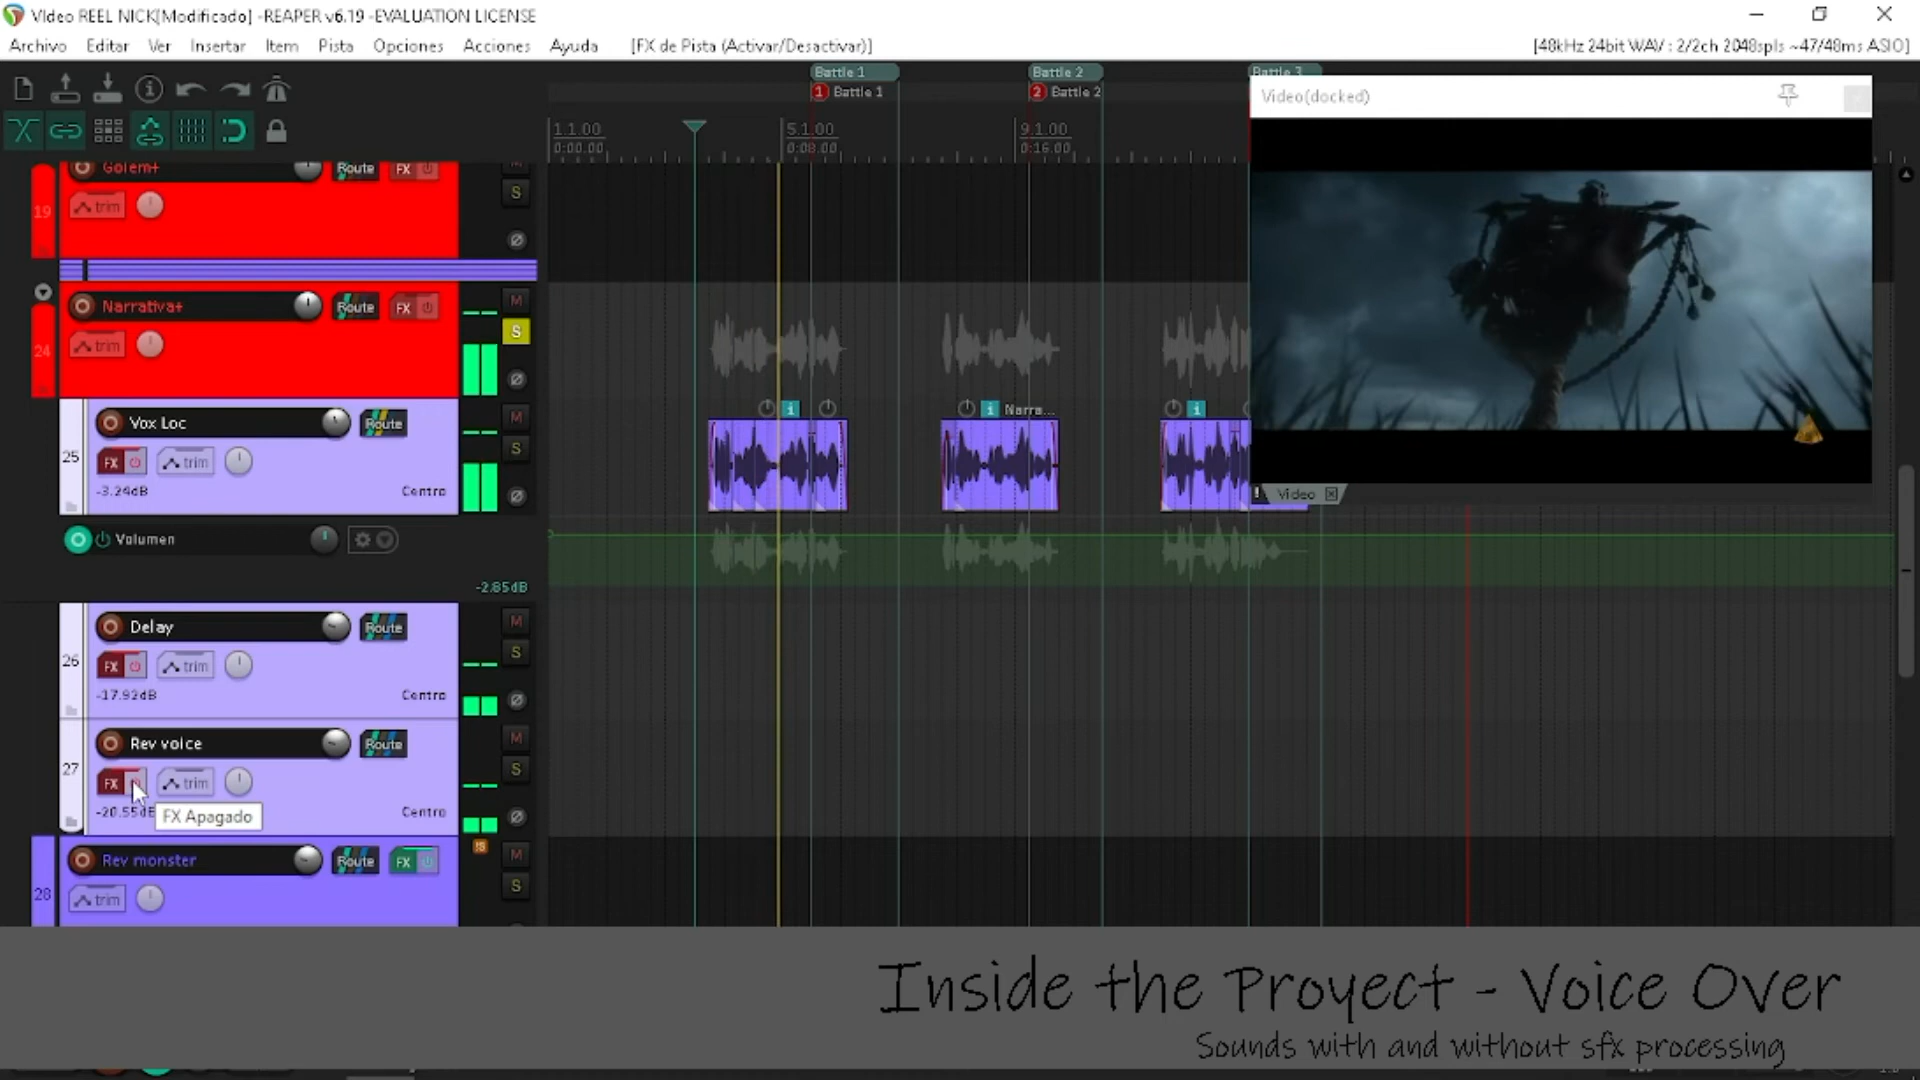 Video REEL NICK[Modificado] -REAPER v6.19 -EVALUATION LICENSE
Archivo Editar Ver Insertar Item Pista Opciones Acciones Ayuda [FX de Pista (Activar/Desactivar)] [48kHz 24bit WAV : 2/2ch 2048spls ~47/48ms ASIO]
Battle 1 Battle 2 Battle 3
1 Battle 1 2 Battle 2
Video(docked)
1.1.00 5.1.00 9.1.00
0:00.00 0:08.00 0:16.00
Golem+ Route FX M
19 trim S
Narrativa+ Route FX M
24 trim S
Narra...
Vox Loc Route M
25 FX trim S
-3.24dB Centro
Video
Volumen
-2.85dB
Delay Route M
26 FX trim S
-17.92dB Centro
Rev voice Route M
27 FX trim S
-20.55dB Centro
FX Apagado
Rev monster Route FX M
28 trim S
Inside the Proyect - Voice Over
Sounds with and without sfx processing